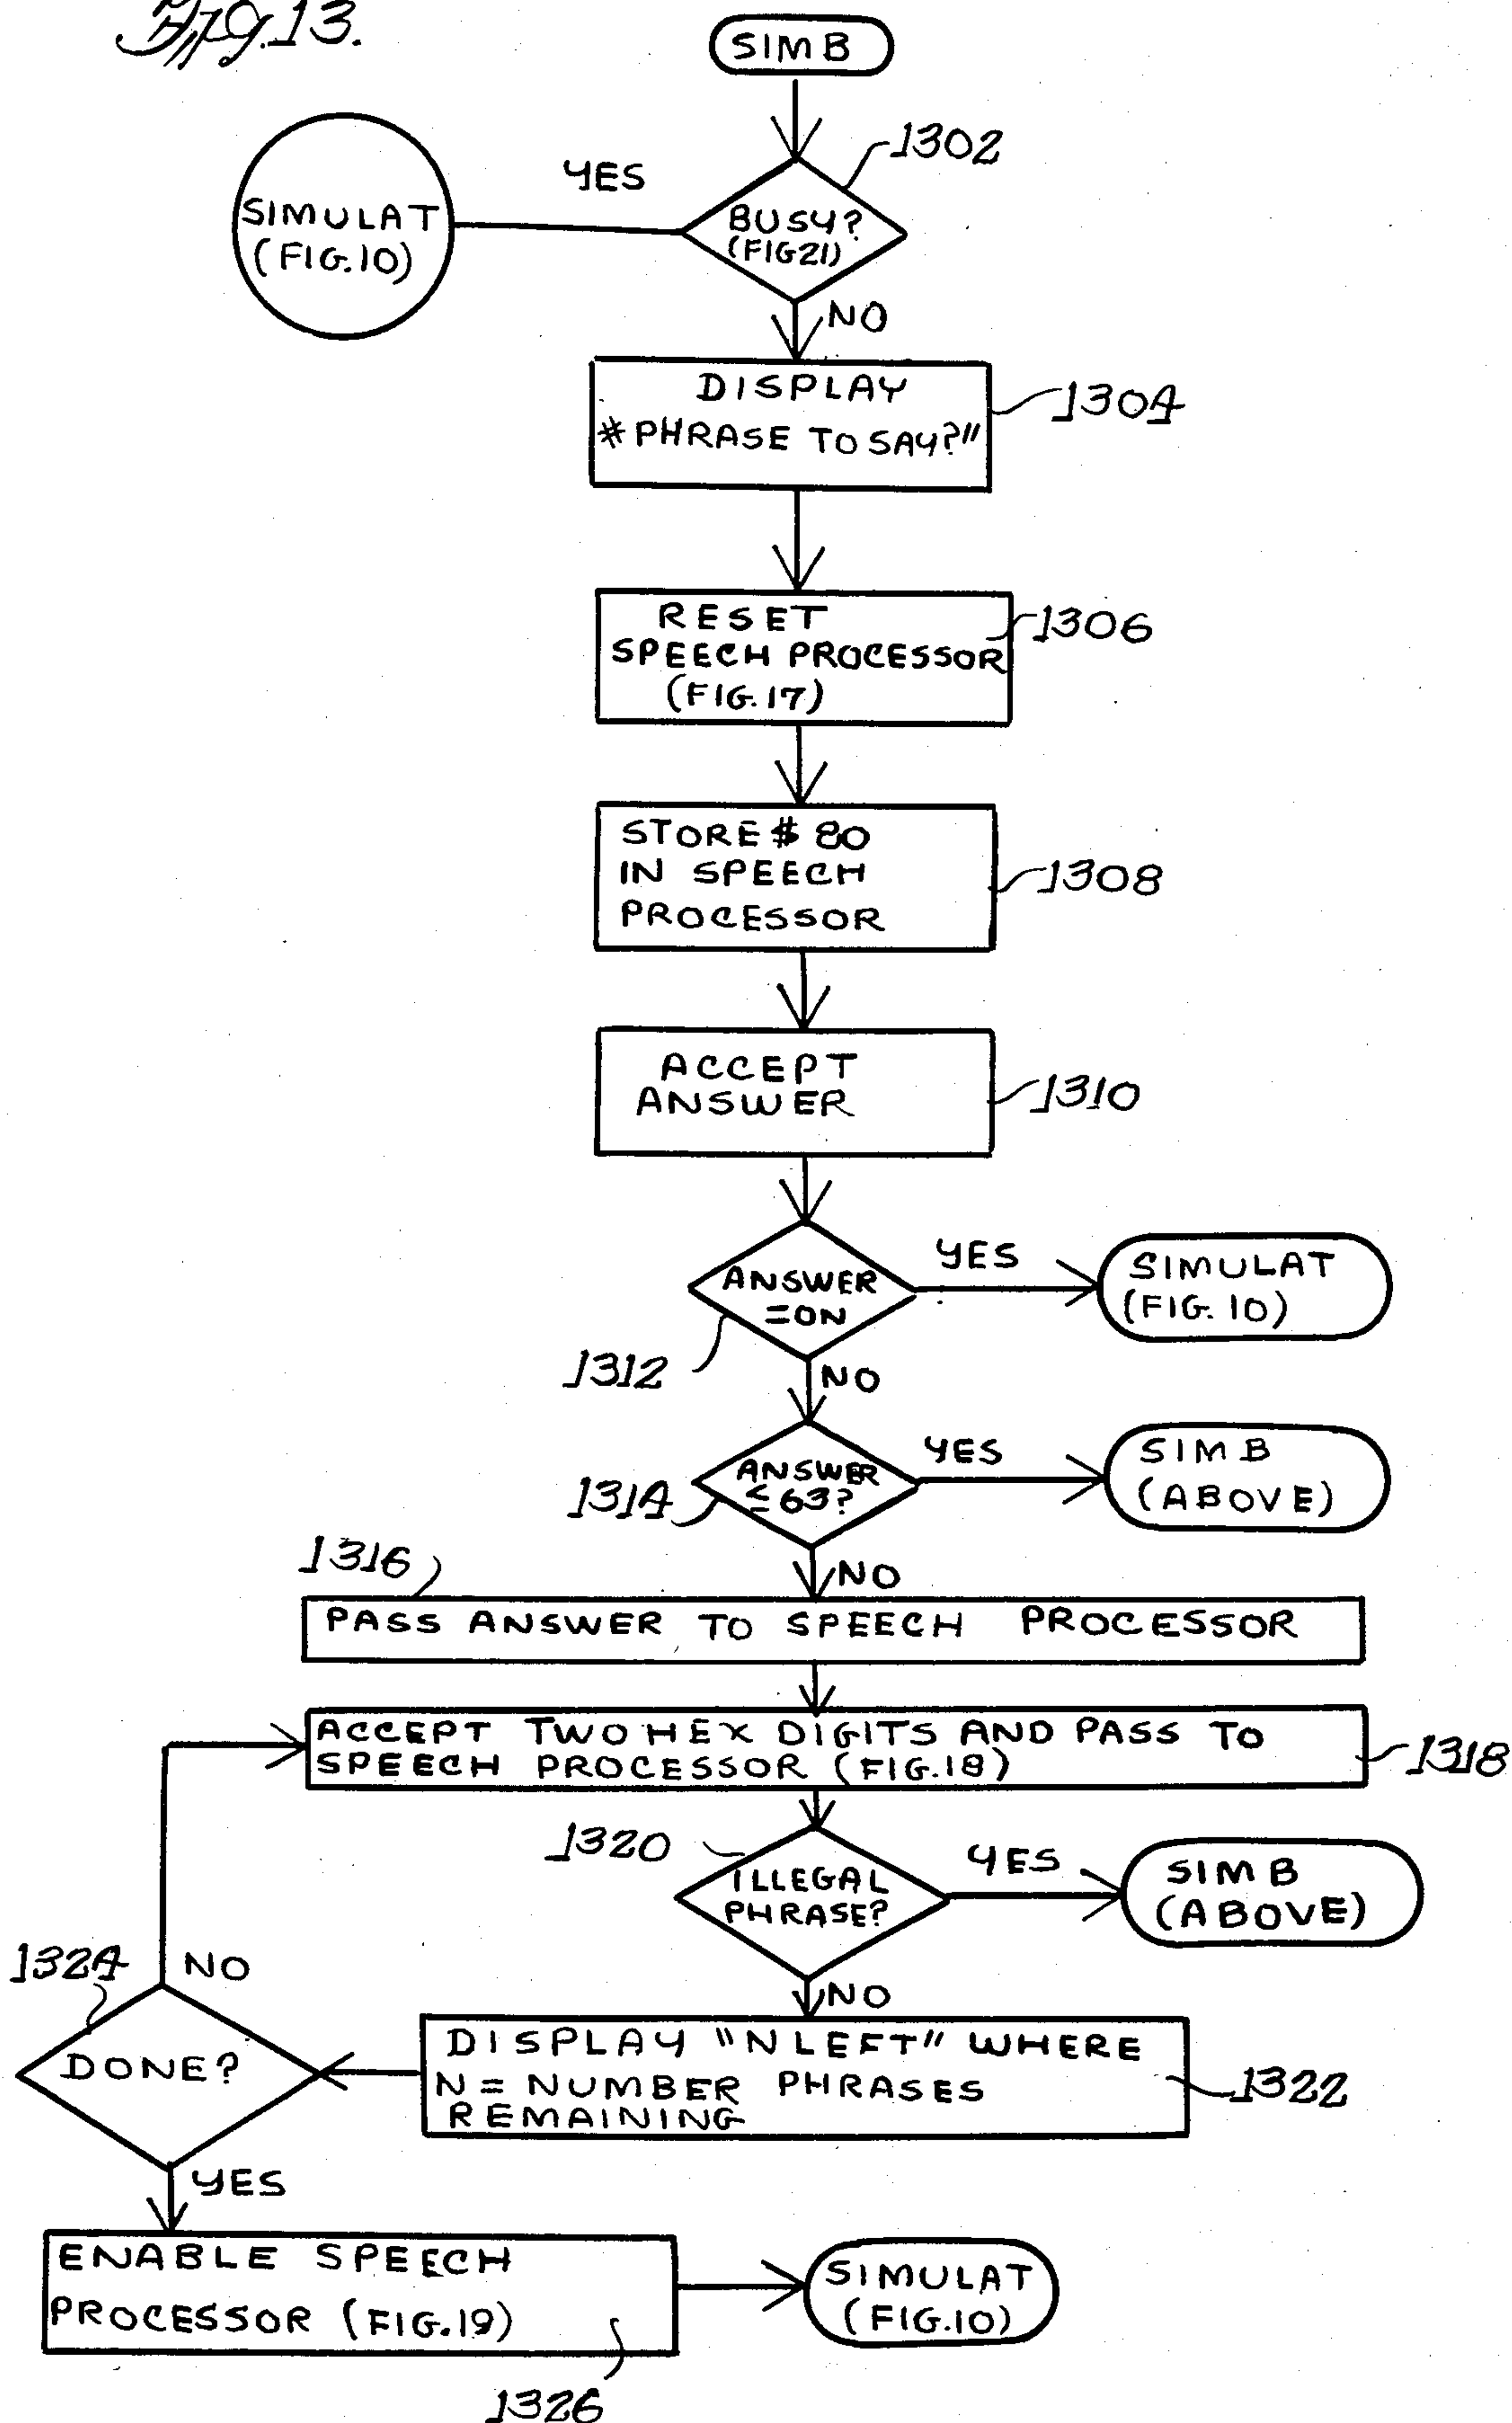 Fig. 13.
SIM B
1302
YES
SIMULAT
(FIG. 10)
BUSY?
(FIG 21)
NO
DISPLAY
# PHRASE TO SAY?"
1304
RESET
SPEECH PROCESSOR
(FIG. 17)
1306
STORE $ 80
IN SPEECH
PROCESSOR
1308
ACCEPT
ANSWER
1310
ANSWER
=ON
YES
SIMULAT
(FIG. 10)
1312
NO
ANSWER
≤ 63?
YES
SIM B
(ABOVE)
1314
1316
NO
PASS ANSWER TO SPEECH PROCESSOR
ACCEPT TWO HEX DIGITS AND PASS TO
SPEECH PROCESSOR (FIG. 18)
1318
1320
ILLEGAL
PHRASE?
YES
SIM B
(ABOVE)
1324
NO
NO
DONE?
DISPLAY "N LEFT" WHERE
N = NUMBER PHRASES
REMAINING
1322
YES
ENABLE SPEECH
PROCESSOR (FIG. 19)
SIMULAT
(FIG. 10)
1326